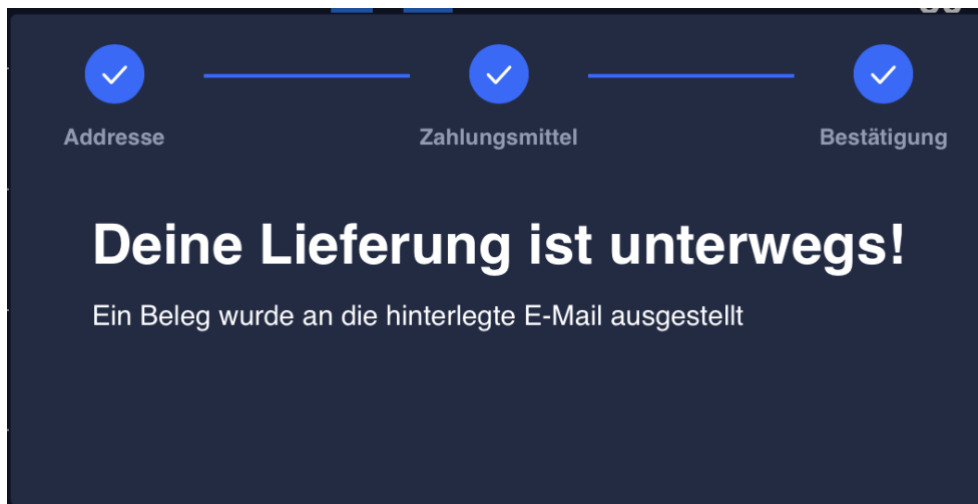 Addresse
Zahlungsmittel
Bestätigung
Deine Lieferung ist unterwegs!
Ein Beleg wurde an die hinterlegte E-Mail ausgestellt